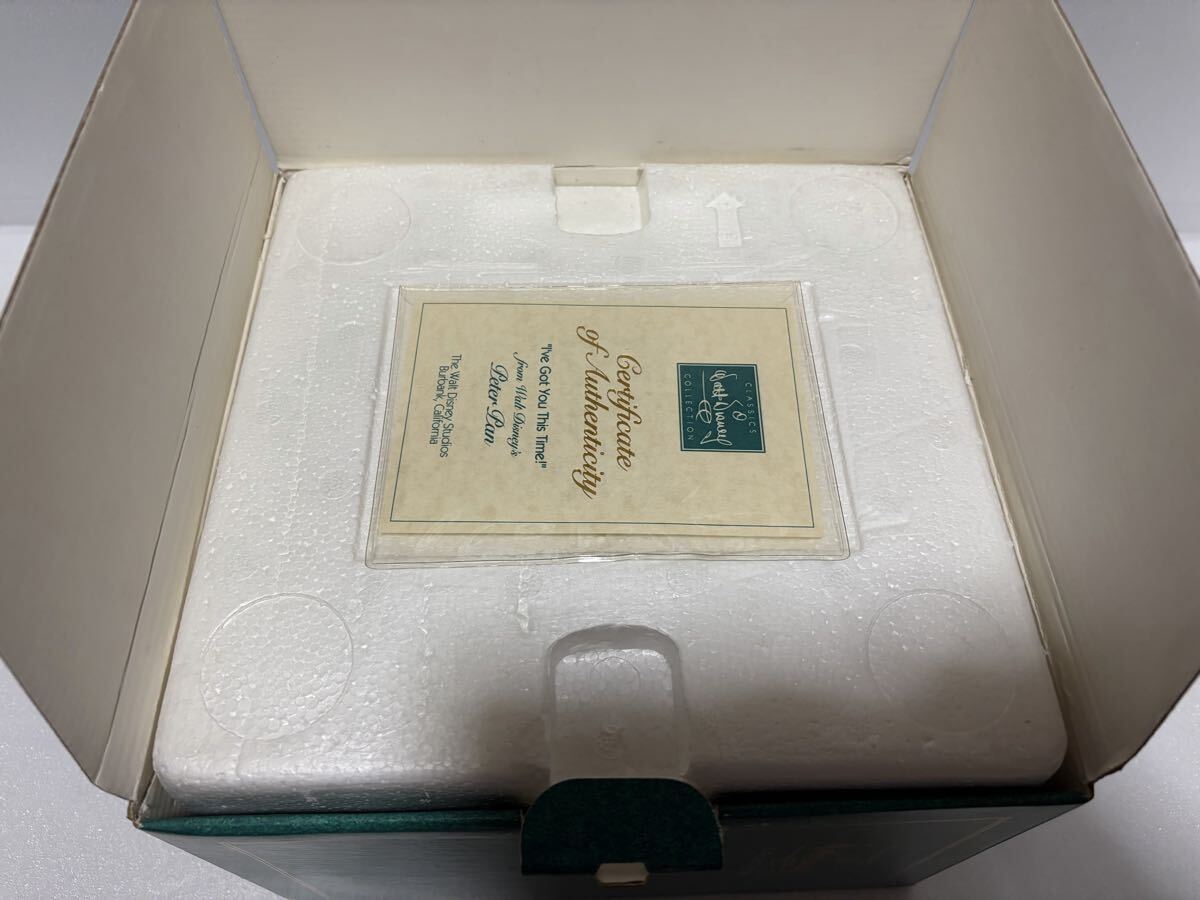 CLASSICS
Walt Disney
COLLECTION
Certificate
of Authenticity
"I've Got You This Time!"
from Walt Disney's
Peter Pan
The Walt Disney Studios
Burbank, California